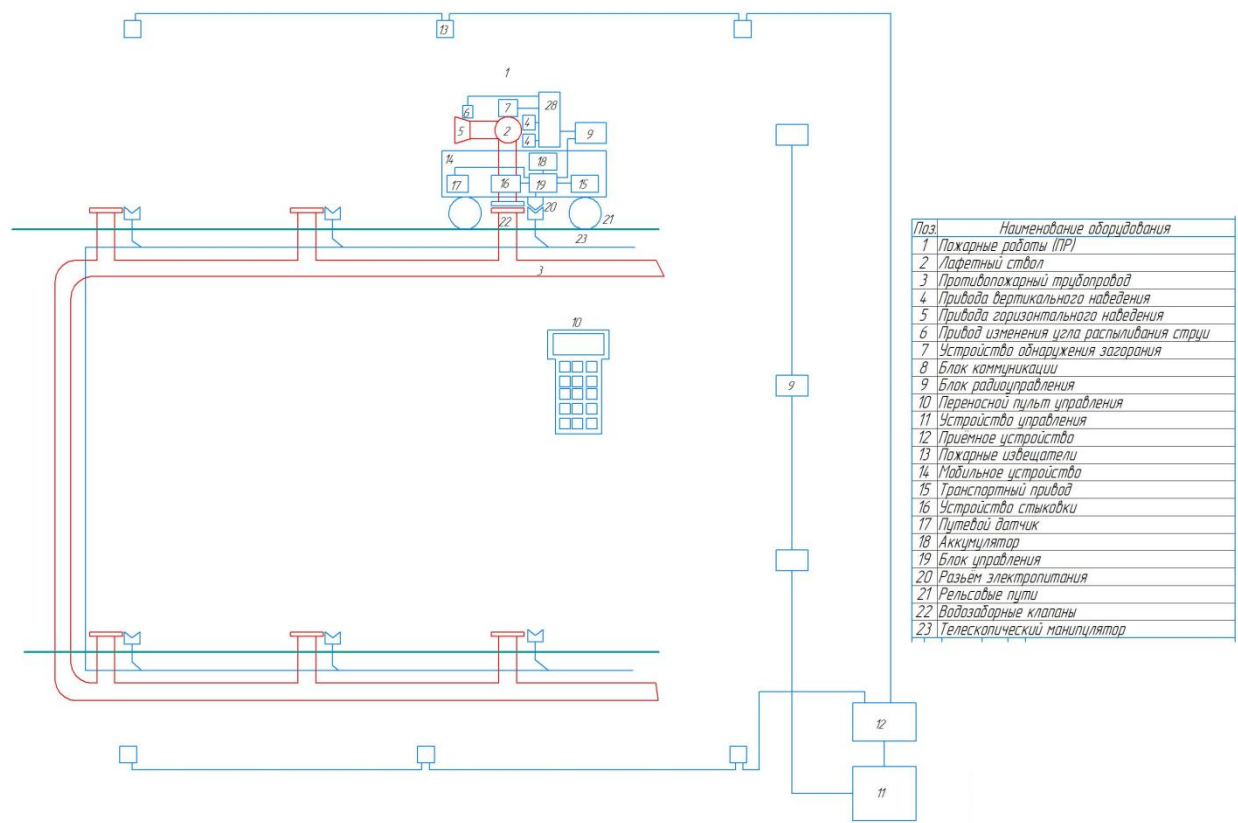 13
1
6
7
28
5
2
4
4
9
14
18
17
16
19
15
20
21
22
23
3
10
9
12
11
Поз. Наименование оборудования
1 Пожарные роботы (ПР)
2 Лафетный ствол
3 Противопожарный трубопровод
4 Привода вертикального наведения
5 Привода горизонтального наведения
6 Привод изменения угла распыливания струи
7 Устройство обнаружения загорания
8 Блок коммуникации
9 Блок радиоуправления
10 Переносной пульт управления
11 Устройство управления
12 Приёмное устройство
13 Пожарные извещатели
14 Мобильное устройство
15 Транспортный привод
16 Устройство стыковки
17 Путевой датчик
18 Аккумулятор
19 Блок управления
20 Разъём электропитания
21 Рельсовые пути
22 Водозаборные клапаны
23 Телескопический манипулятор